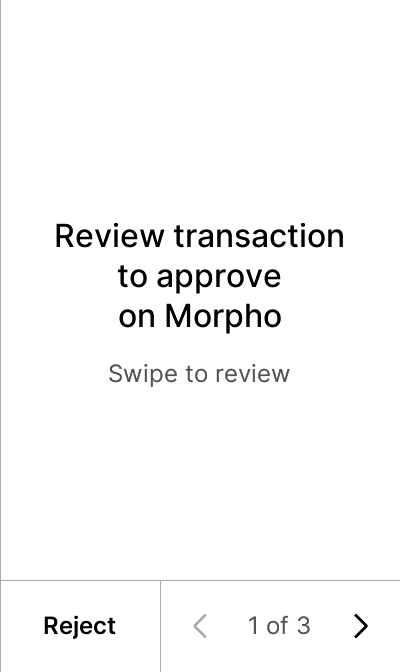 Review transaction
to approve
on Morpho
Swipe to review
Reject
1 of 3